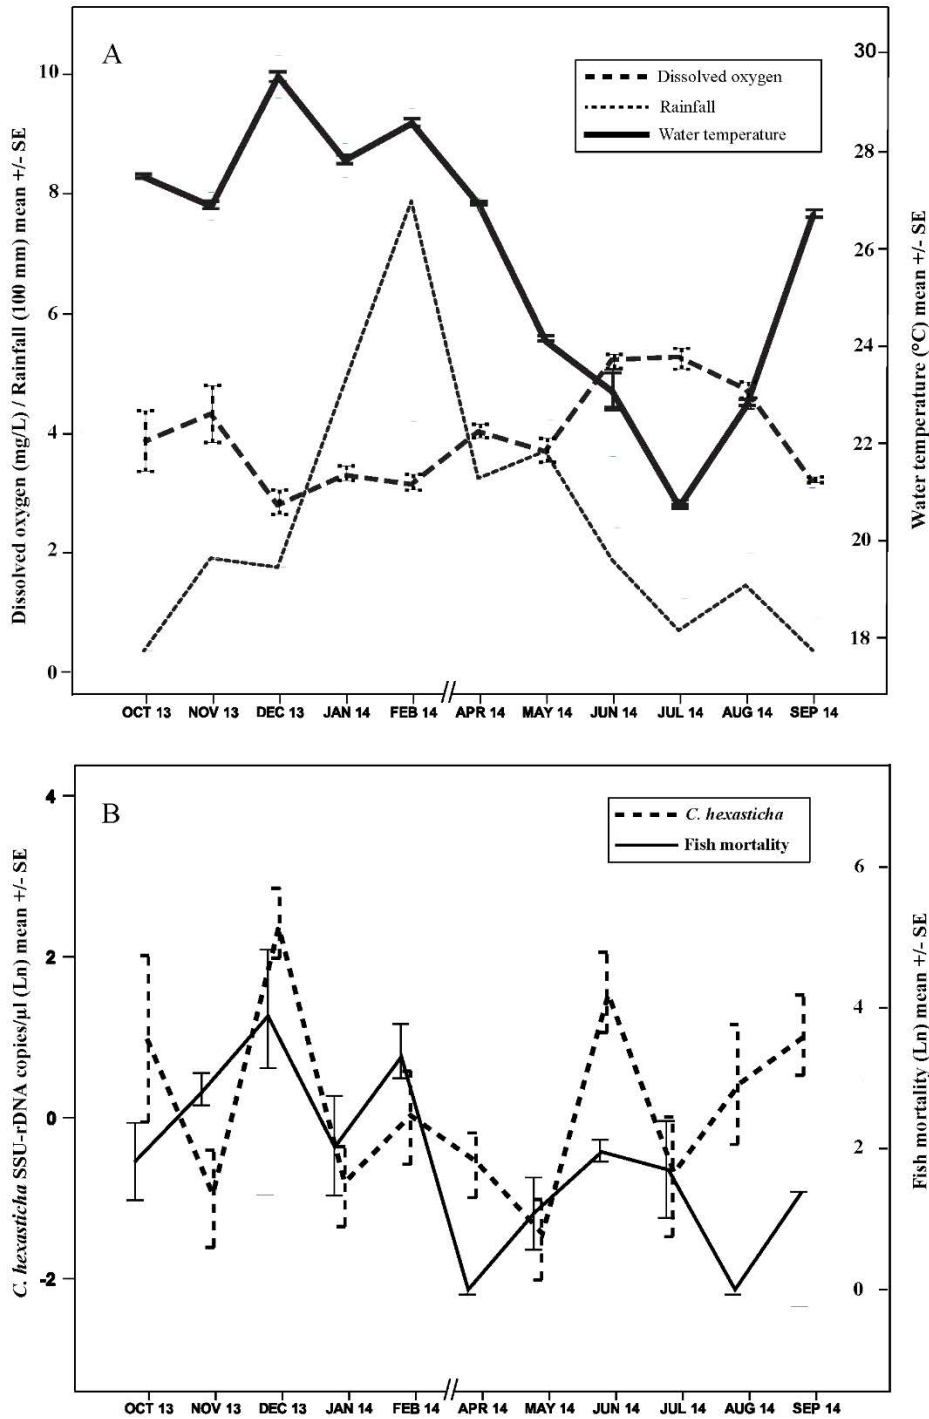 A
Dissolved oxygen
Rainfall
Water temperature
Dissolved oxygen (mg/L) / Rainfall (100 mm) mean +/- SE
10
8
6
4
2
0
Water temperature (°C) mean +/- SE
30
28
26
24
22
20
18
OCT 13 NOV 13 DEC 13 JAN 14 FEB 14 APR 14 MAY 14 JUN 14 JUL 14 AUG 14 SEP 14
B
C. hexasticha
Fish mortality
C. hexasticha SSU-rDNA copies/µl (Ln) mean +/- SE
4
2
0
-2
Fish mortality (Ln) mean +/- SE
6
4
2
0
OCT 13 NOV 13 DEC 13 JAN 14 FEB 14 APR 14 MAY 14 JUN 14 JUL 14 AUG 14 SEP 14